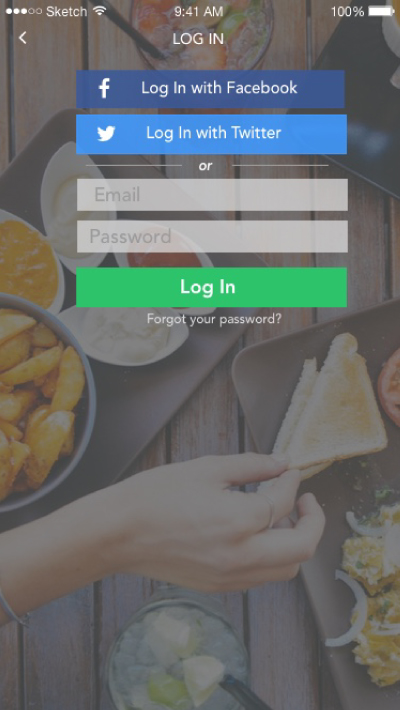 Sketch 9:41 AM 100%
LOG IN
Log In with Facebook
Log In with Twitter
or
Email
Password
Log In
Forgot your password?